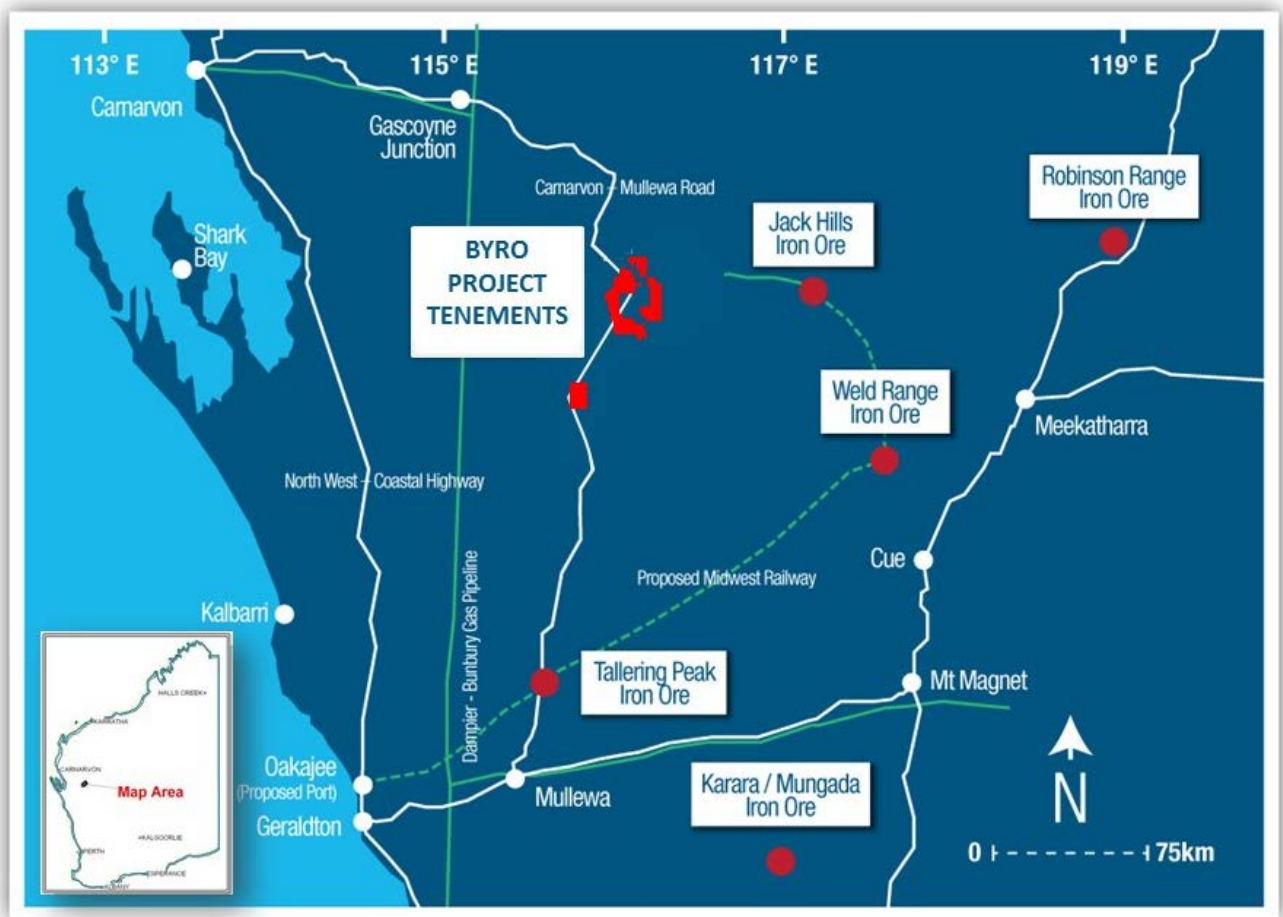 113° E
115° E
117° E
119° E
Carnarvon
Gascoyne
Junction
Carnarvon - Mullewa Road
Robinson Range
Iron Ore
Jack Hills
Iron Ore
Shark
Bay
BYRO
PROJECT
TENEMENTS
Weld Range
Iron Ore
Meekatharra
North West - Coastal Highway
Dampier - Bunbury Gas Pipeline
Cue
Proposed Midwest Railway
Kalbarri
Tallering Peak
Iron Ore
Mt Magnet
Oakajee
(Proposed Port)
Geraldton
Mullewa
Karara / Mungada
Iron Ore
N
0
75km
HALLS CREEK
KARRATHA
CARNARVON
Map Area
KALGOORLIE
PERTH
ESPERANCE
ALBANY